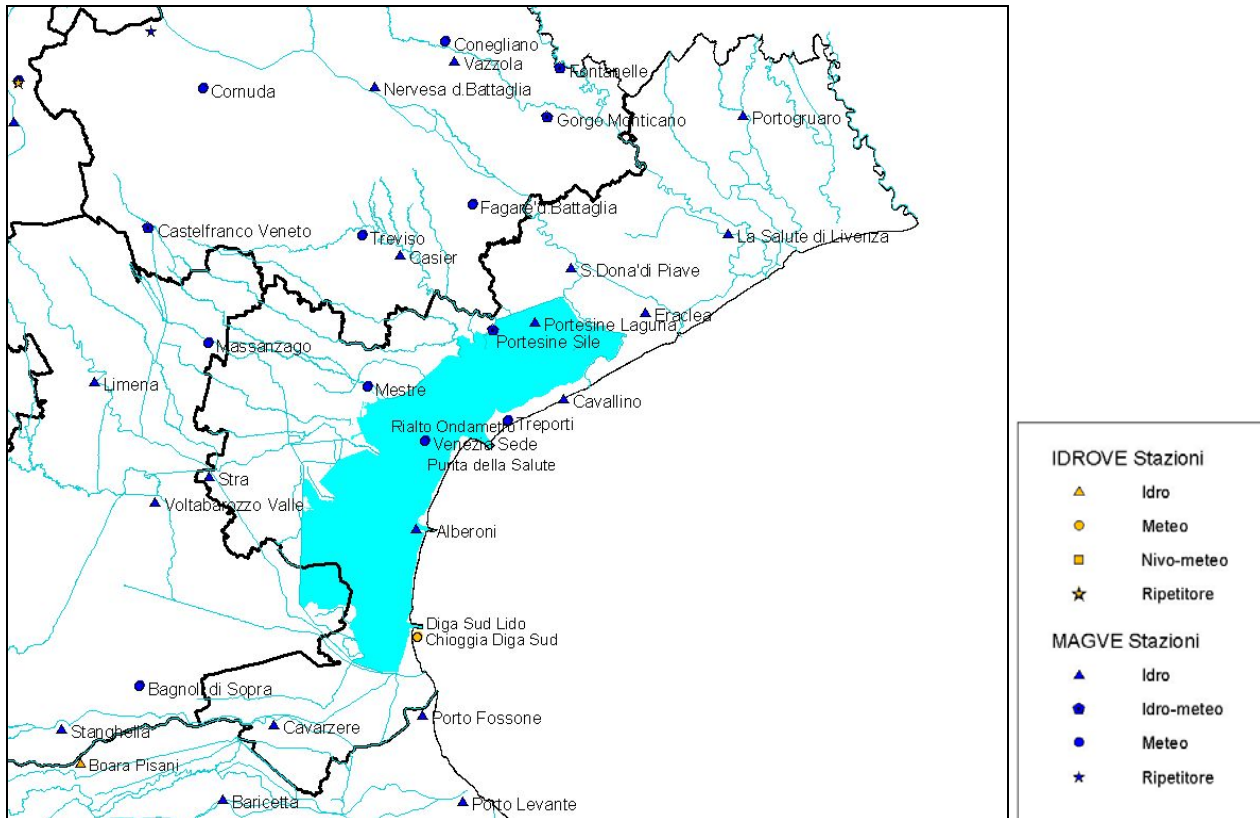 Conegliano
Vazzola
Fontanelle
Cornuda
Nervesa d.Battaglia
Gorgo Monticano
Portogruaro
Fagare'd.Battaglia
Castelfranco Veneto
Treviso
La Salute di Livenza
Casier
S.Dona'di Piave
Eraclea
Portesine Laguna
Portesine Sile
Massanzago
Limena
Mestre
Cavallino
Rialto Ondametro
Treporti
Venezia Sede
Punta della Salute
Stra
Voltabarozzo Valle
Alberoni
Diga Sud Lido
Chioggia Diga Sud
Bagnoli di Sopra
Porto Fossone
Stanghella
Cavarzere
Boara Pisani
Baricetta
Porto Levante
IDROVE Stazioni
Idro
Meteo
Nivo-meteo
Ripetitore
MAGVE Stazioni
Idro
Idro-meteo
Meteo
Ripetitore